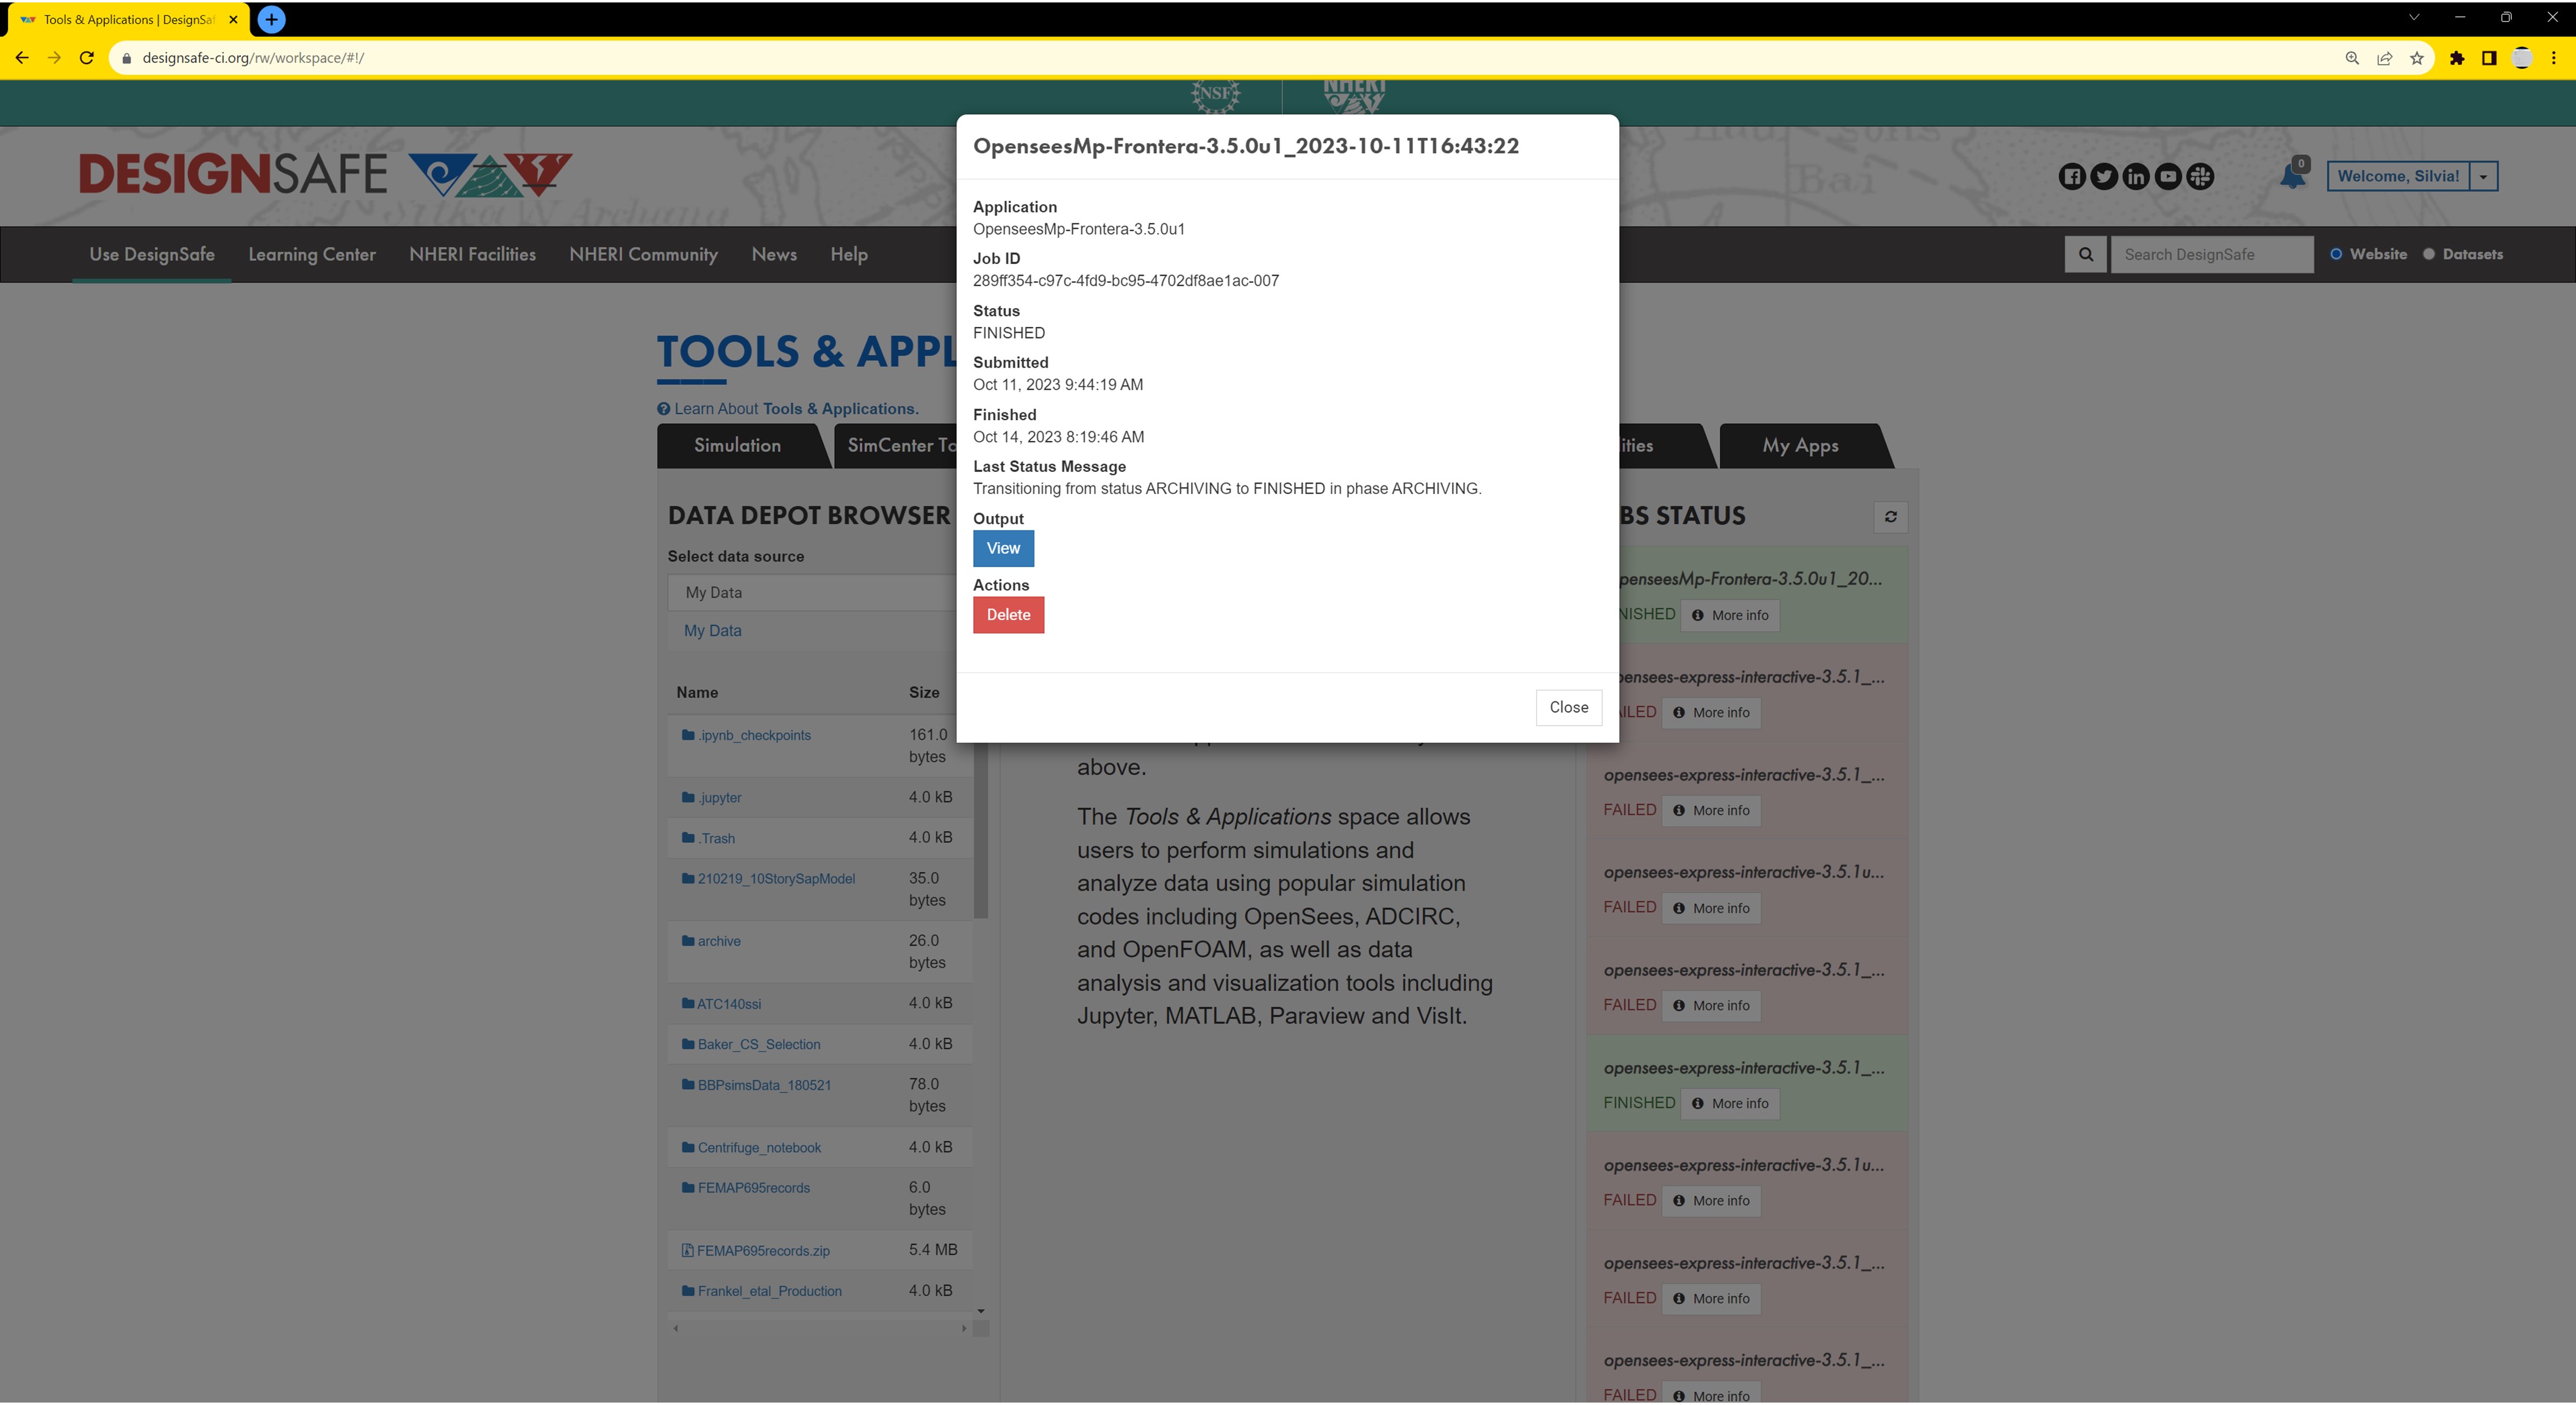 Tools & Applications | DesignSaf
designsafe-ci.org/rw/workspace/#!/
NSF
NHERI
OpenseesMp-Frontera-3.5.0u1_2023-10-11T16:43:22
DESIGNSAFE
0
Welcome, Silvia!
Use DesignSafe
Learning Center
NHERI Facilities
NHERI Community
News
Help
Search DesignSafe
Website
Datasets
Application
OpenseesMp-Frontera-3.5.0u1
Job ID
289ff354-c97c-4fd9-bc95-4702df8ae1ac-007
Status
FINISHED
Submitted
Oct 11, 2023 9:44:19 AM
Finished
Oct 14, 2023 8:19:46 AM
Last Status Message
Transitioning from status ARCHIVING to FINISHED in phase ARCHIVING.
Output
View
Actions
Delete
Close
TOOLS & APPL
Learn About Tools & Applications.
Simulation
SimCenter To
ities
My Apps
DATA DEPOT BROWSER
Select data source
My Data
My Data
Name Size
.ipynb_checkpoints 161.0 bytes
.jupyter 4.0 kB
.Trash 4.0 kB
210219_10StorySapModel 35.0 bytes
archive 26.0 bytes
ATC140ssi 4.0 kB
Baker_CS_Selection 4.0 kB
BBPsimsData_180521 78.0 bytes
Centrifuge_notebook 4.0 kB
FEMAP695records 6.0 bytes
FEMAP695records.zip 5.4 MB
Frankel_etal_Production 4.0 kB
above.
The Tools & Applications space allows
users to perform simulations and
analyze data using popular simulation
codes including OpenSees, ADCIRC,
and OpenFOAM, as well as data
analysis and visualization tools including
Jupyter, MATLAB, Paraview and VisIt.
BS STATUS
penseesMp-Frontera-3.5.0u1_20...
NISHED More info
pensees-express-interactive-3.5.1_...
ILED More info
opensees-express-interactive-3.5.1_...
FAILED More info
opensees-express-interactive-3.5.1u...
FAILED More info
opensees-express-interactive-3.5.1_...
FAILED More info
opensees-express-interactive-3.5.1_...
FINISHED More info
opensees-express-interactive-3.5.1u...
FAILED More info
opensees-express-interactive-3.5.1_...
FAILED More info
opensees-express-interactive-3.5.1_...
FAILED More info